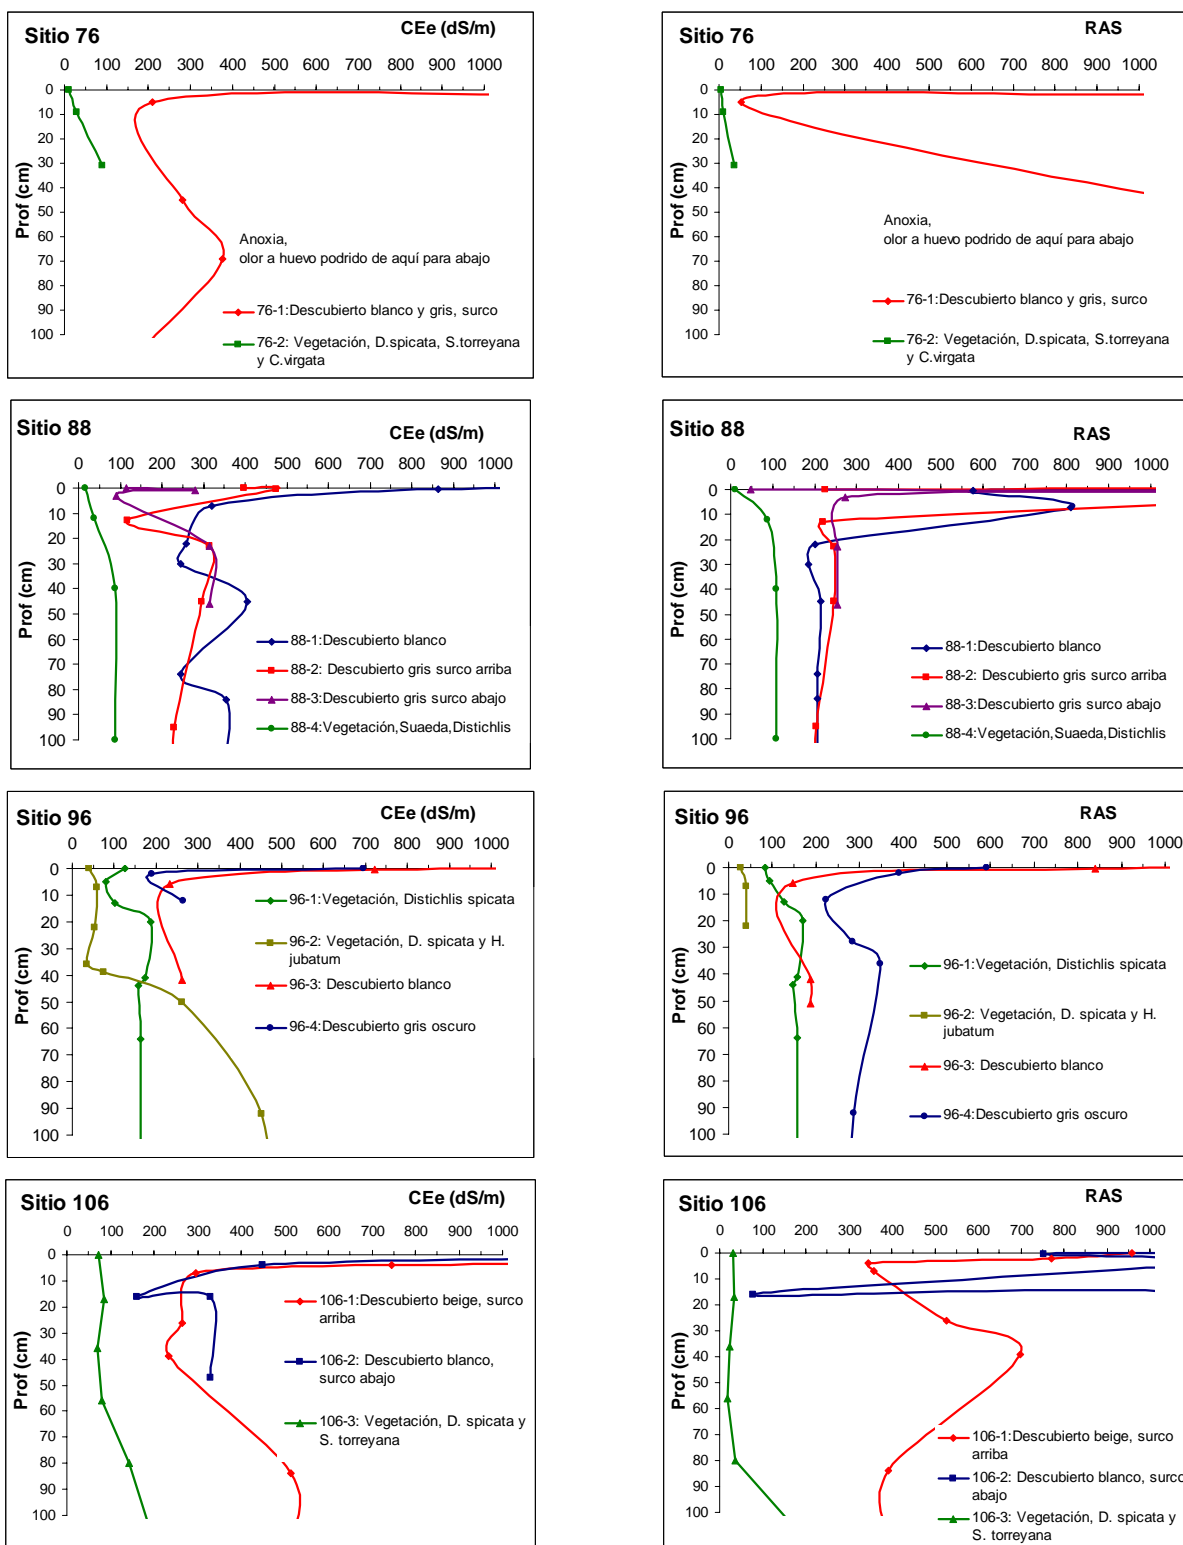 Sitio 76
CEe (dS/m)
0 100 200 300 400 500 600 700 800 900 1000
Prof (cm)
0
10
20
30
40
50
60
70
80
90
100
Anoxia,
olor a huevo podrido de aquí para abajo
76-1:Descubierto blanco y gris, surco
76-2: Vegetación, D.spicata, S.torreyana
y C.virgata
Sitio 76
RAS
0 100 200 300 400 500 600 700 800 900 1000
Prof (cm)
0
10
20
30
40
50
60
70
80
90
100
Anoxia,
olor a huevo podrido de aquí para abajo
76-1:Descubierto blanco y gris, surco
76-2: Vegetación, D.spicata, S.torreyana
y C.virgata
Sitio 88
CEe (dS/m)
0 100 200 300 400 500 600 700 800 900 1000
Prof (cm)
0
10
20
30
40
50
60
70
80
90
100
88-1:Descubierto blanco
88-2: Descubierto gris surco arriba
88-3:Descubierto gris surco abajo
88-4:Vegetación,Suaeda,Distichlis
Sitio 88
RAS
0 100 200 300 400 500 600 700 800 900 1000
Prof (cm)
0
10
20
30
40
50
60
70
80
90
100
88-1:Descubierto blanco
88-2: Descubierto gris surco arriba
88-3:Descubierto gris surco abajo
88-4:Vegetación,Suaeda,Distichlis
Sitio 96
CEe (dS/m)
0 100 200 300 400 500 600 700 800 900 1000
Prof (cm)
0
10
20
30
40
50
60
70
80
90
100
96-1:Vegetación, Distichlis spicata
96-2: Vegetación, D. spicata y H.
jubatum
96-3: Descubierto blanco
96-4:Descubierto gris oscuro
Sitio 96
RAS
0 100 200 300 400 500 600 700 800 900 1000
Prof (cm)
0
10
20
30
40
50
60
70
80
90
100
96-1:Vegetación, Distichlis spicata
96-2: Vegetación, D. spicata y H.
jubatum
96-3: Descubierto blanco
96-4:Descubierto gris oscuro
Sitio 106
CEe (dS/m)
0 100 200 300 400 500 600 700 800 900 1000
Prof (cm)
0
10
20
30
40
50
60
70
80
90
100
106-1:Descubierto beige, surco
arriba
106-2: Descubierto blanco,
surco abajo
106-3: Vegetación, D. spicata y
S. torreyana
Sitio 106
RAS
0 100 200 300 400 500 600 700 800 900 1000
Prof (cm)
0
10
20
30
40
50
60
70
80
90
100
106-1:Descubierto beige, surco
arriba
106-2: Descubierto blanco, surco
abajo
106-3: Vegetación, D. spicata y
S. torreyana